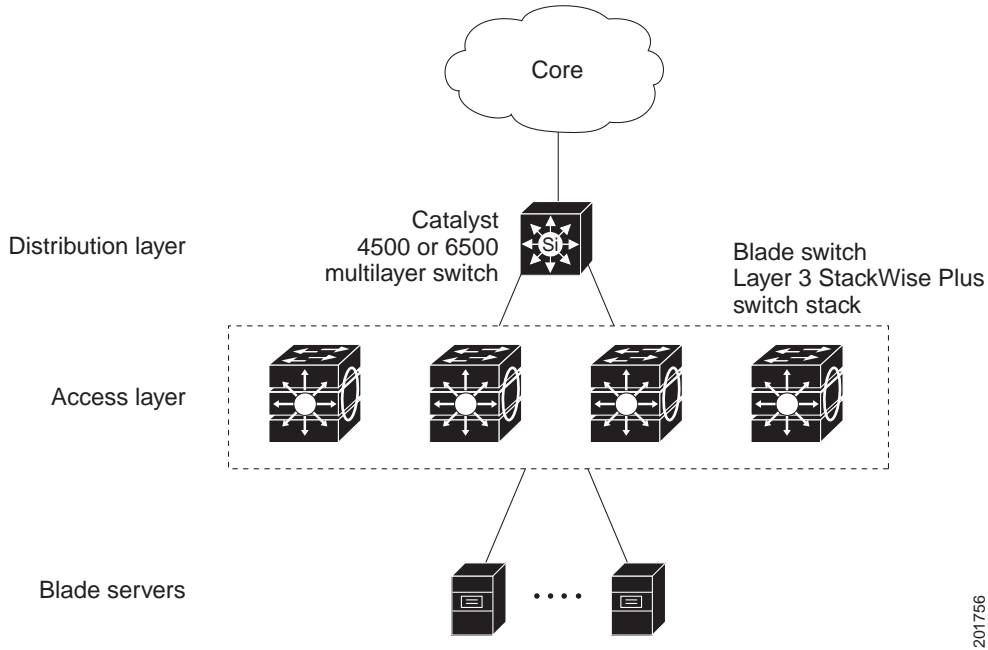 Core
Distribution layer
Catalyst
4500 or 6500
multilayer switch
Si
Blade switch
Layer 3 StackWise Plus
switch stack
Access layer
Blade servers
201756